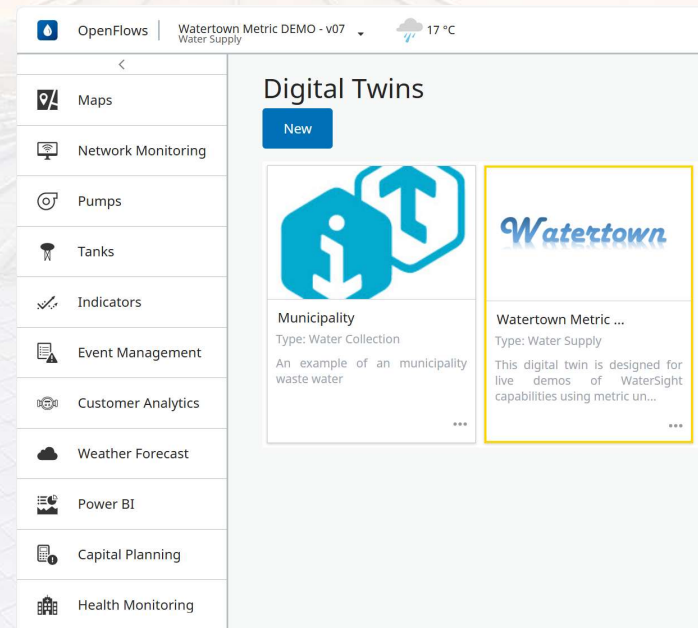 OpenFlows
Watertown Metric DEMO - v07
Water Supply
17 °C
Maps
Network Monitoring
Pumps
Tanks
Indicators
Event Management
Customer Analytics
Weather Forecast
Power BI
Capital Planning
Health Monitoring
Digital Twins
New
Municipality
Type: Water Collection
An example of an municipality
waste water
Watertown
Watertown Metric ...
Type: Water Supply
This digital twin is designed for
live demos of WaterSight
capabilities using metric un...